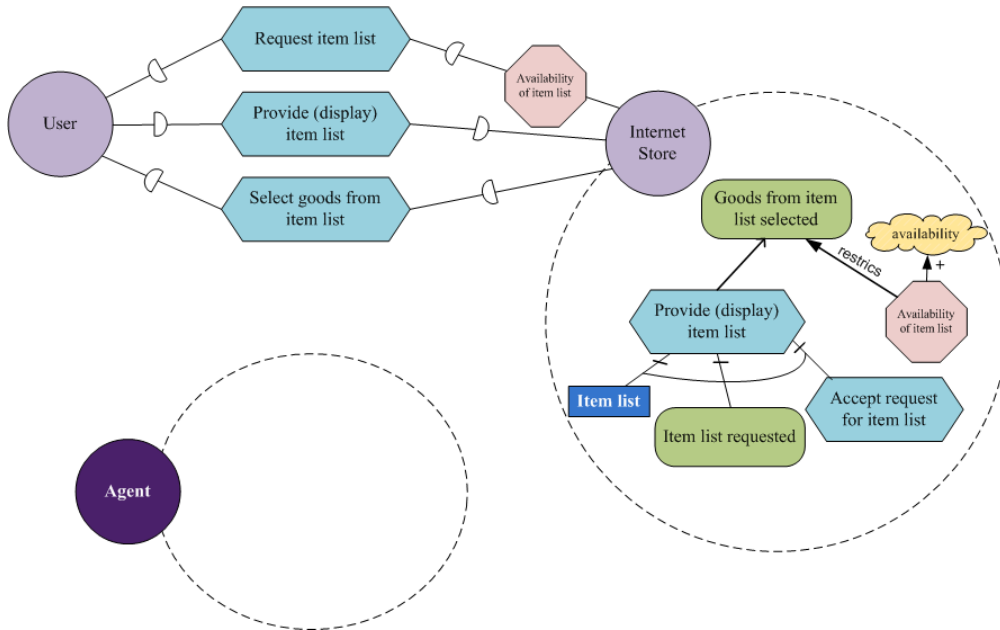 Request item list
Availability
of item list
User
Provide (display)
item list
Internet
Store
Select goods from
item list
Goods from item
list selected
availability
+
restrics
Provide (display)
item list
Availability
of item list
Item list
Accept request
for item list
Item list requested
Agent